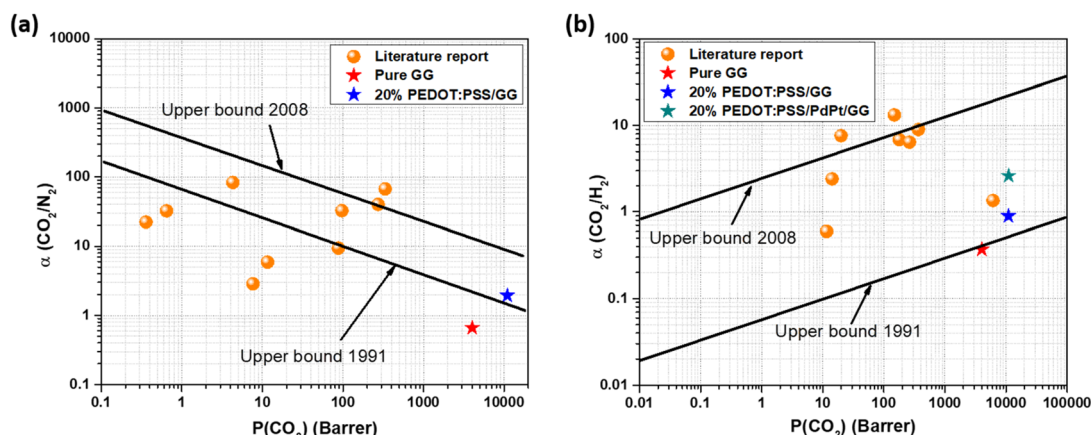 (a)
10000
1000
100
10
1
0.1
α (CO₂/N₂)
Literature report
Pure GG
20% PEDOT:PSS/GG
Upper bound 2008
Upper bound 1991
0.1 1 10 100 1000 10000
P(CO₂) (Barrer)
(b)
100
10
1
0.1
0.01
α (CO₂/H₂)
Literature report
Pure GG
20% PEDOT:PSS/GG
20% PEDOT:PSS/PdPt/GG
Upper bound 2008
Upper bound 1991
0.01 0.1 1 10 100 1000 10000 100000
P(CO₂) (Barrer)